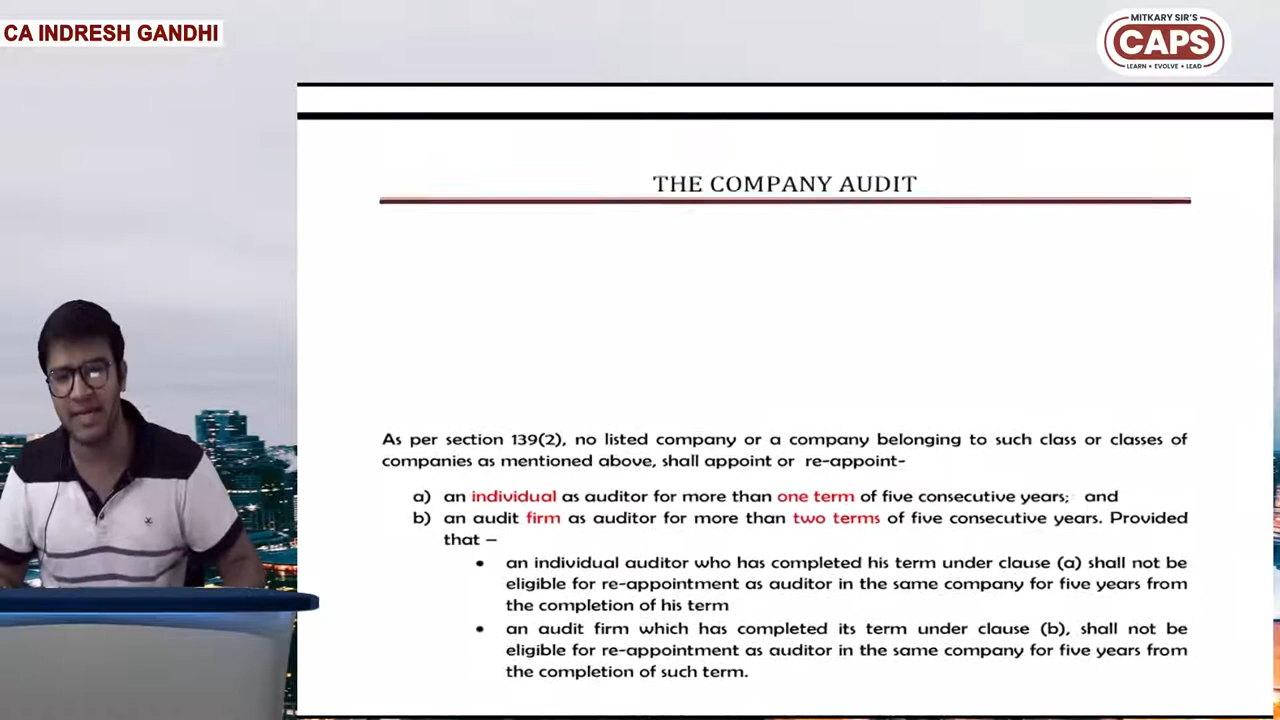 CA INDRESH GANDHI
MITKARY SIR'S
CAPS
LEARN • EVOLVE • LEAD
THE COMPANY AUDIT
As per section 139(2), no listed company or a company belonging to such class or classes of
companies as mentioned above, shall appoint or re-appoint-
a) an individual as auditor for more than one term of five consecutive years; and
b) an audit firm as auditor for more than two terms of five consecutive years. Provided
that –
• an individual auditor who has completed his term under clause (a) shall not be
eligible for re-appointment as auditor in the same company for five years from
the completion of his term
• an audit firm which has completed its term under clause (b), shall not be
eligible for re-appointment as auditor in the same company for five years from
the completion of such term.